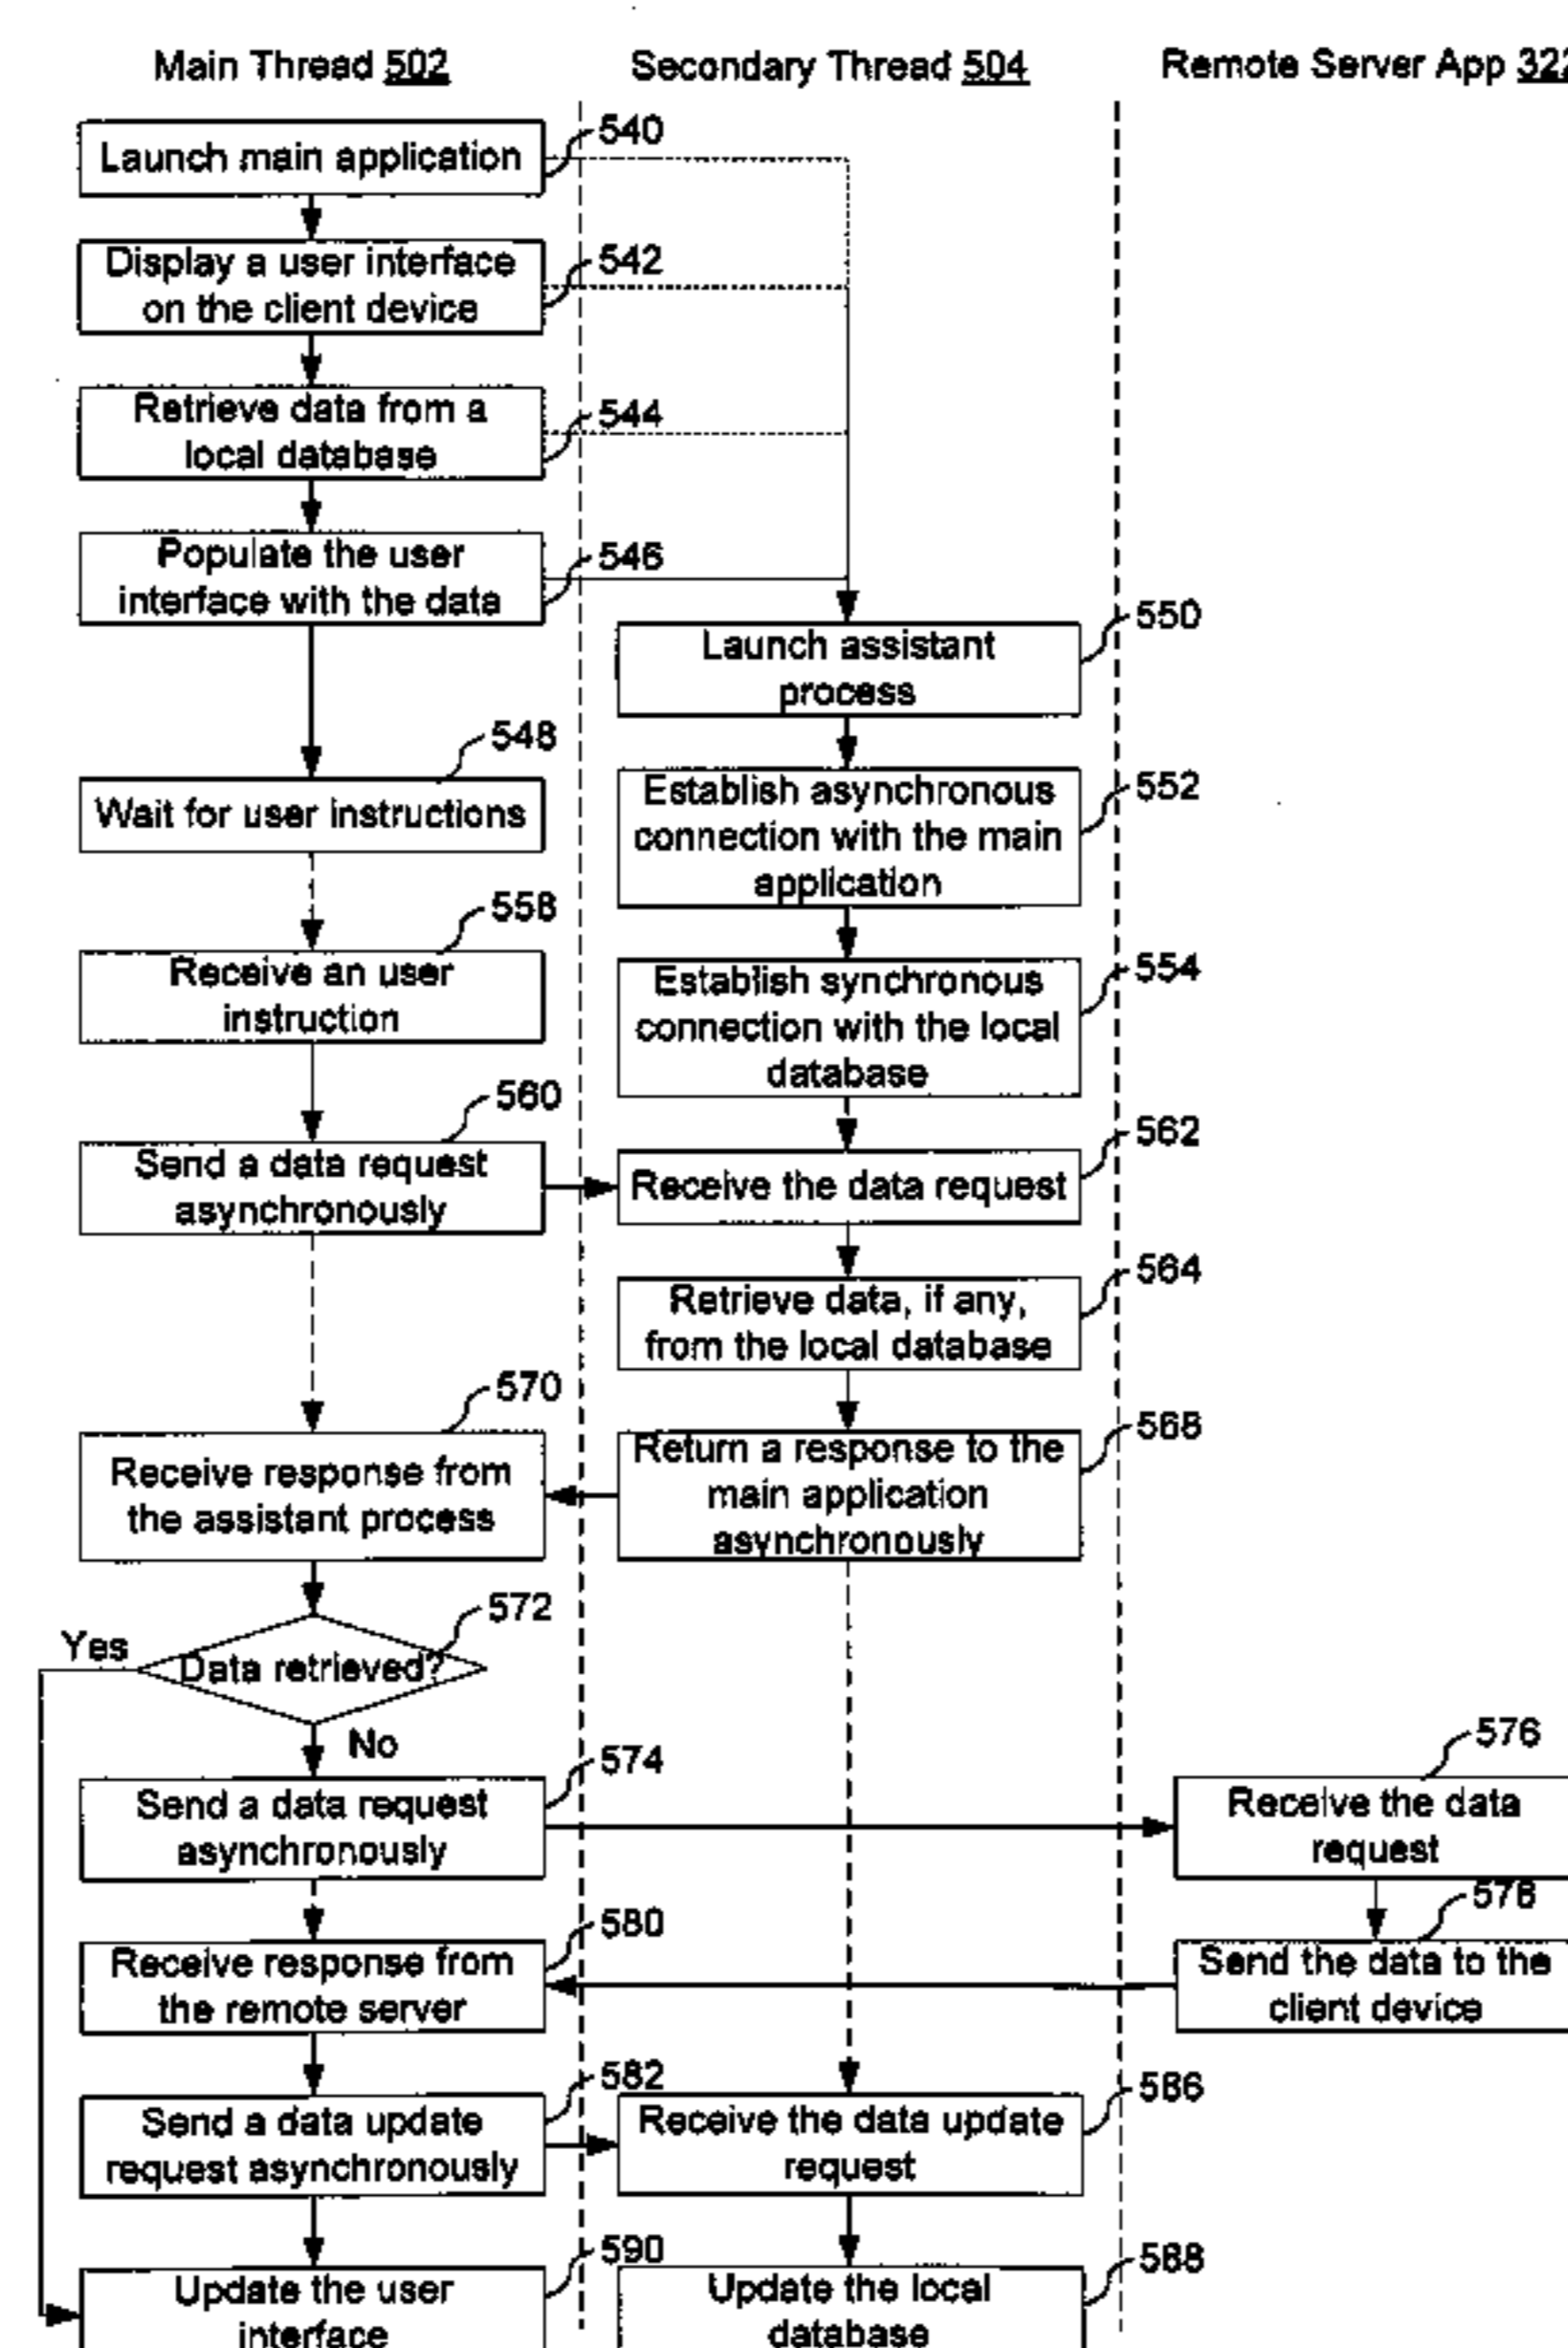 Main Thread 502
Secondary Thread 504
Remote Server App 322
Launch main application
540
Display a user interface
on the client device
542
Retrieve data from a
local database
544
Populate the user
interface with the data
546
Launch assistant
process
550
548
Wait for user instructions
Establish asynchronous
connection with the main
application
552
558
Receive an user
instruction
Establish synchronous
connection with the local
database
554
560
Send a data request
asynchronously
Receive the data request
562
Retrieve data, if any,
from the local database
564
570
Receive response from
the assistant process
Return a response to the
main application
asynchronously
568
572
Yes
Data retrieved?
No
Send a data request
asynchronously
574
576
Receive the data
request
578
Send the data to the
client device
Receive response from
the remote server
580
Send a data update
request asynchronously
582
Receive the data update
request
586
Update the user
interface
590
Update the local
database
588